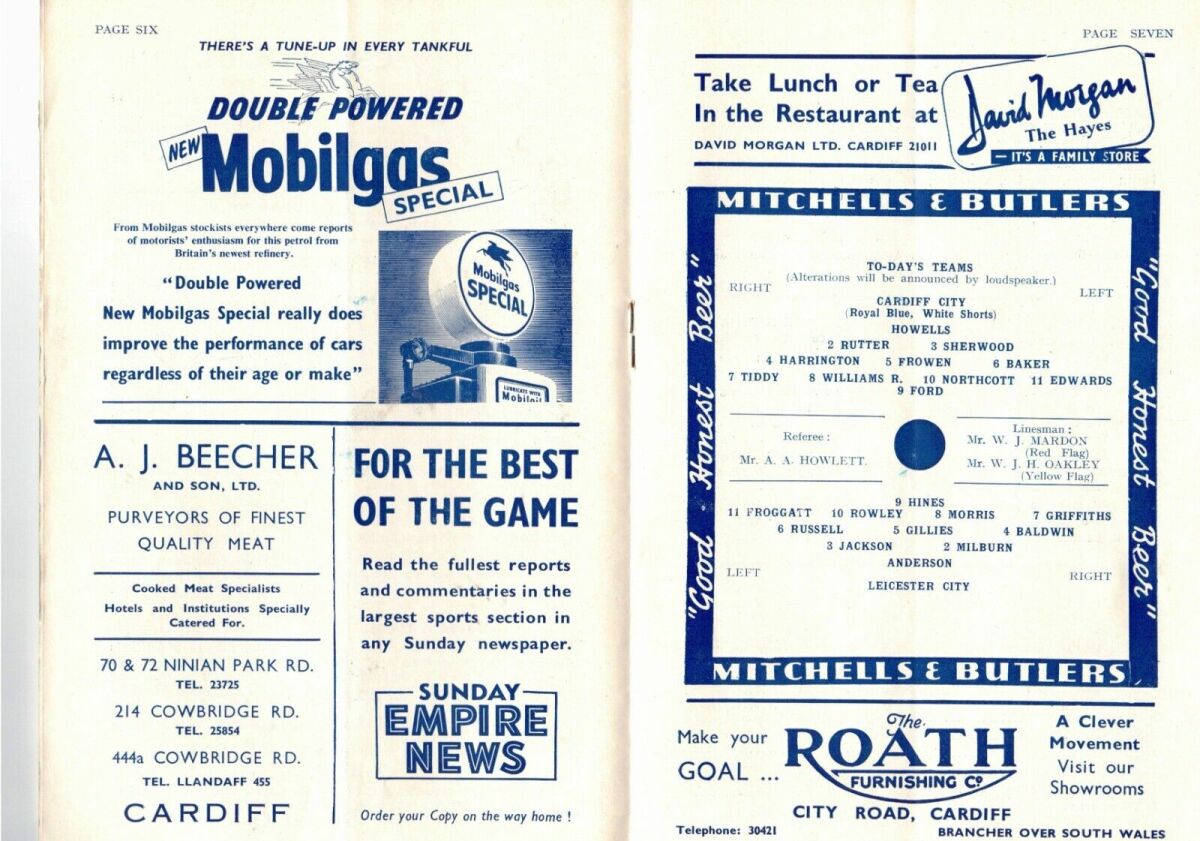 PAGE SIX
THERE'S A TUNE-UP IN EVERY TANKFUL
DOUBLE POWERED
NEW
Mobilgas
SPECIAL
From Mobilgas stockists everywhere come reports
of motorists' enthusiasm for this petrol from
Britain's newest refinery.
"Double Powered
New Mobilgas Special really does
improve the performance of cars
regardless of their age or make"
Mobilgas
SPECIAL
LUBRICATE WITH
Mobiloil
A. J. BEECHER
AND SON, LTD.
PURVEYORS OF FINEST
QUALITY MEAT
Cooked Meat Specialists
Hotels and Institutions Specially
Catered For.
70 & 72 NINIAN PARK RD.
TEL. 23725
214 COWBRIDGE RD.
TEL. 25854
444a COWBRIDGE RD.
TEL. LLANDAFF 455
CARDIFF
FOR THE BEST
OF THE GAME
Read the fullest reports
and commentaries in the
largest sports section in
any Sunday newspaper.
SUNDAY
EMPIRE
NEWS
Order your Copy on the way home !
PAGE SEVEN
Take Lunch or Tea
In the Restaurant at
DAVID MORGAN LTD. CARDIFF 21011
David Morgan
The Hayes
IT'S A FAMILY STORE
MITCHELLS & BUTLERS
"Good Honest Beer"
TO-DAY'S TEAMS
(Alterations will be announced by loudspeaker.)
RIGHT LEFT
CARDIFF CITY
(Royal Blue, White Shorts)
HOWELLS
2 RUTTER 3 SHERWOOD
4 HARRINGTON 5 FROWEN 6 BAKER
7 TIDDY 8 WILLIAMS R. 10 NORTHCOTT 11 EDWARDS
9 FORD
Referee :
Mr. A. A. HOWLETT.
Linesman :
Mr. W. J. MARDON
(Red Flag)
Mr. W. J. H. OAKLEY
(Yellow Flag)
9 HINES
11 FROGGATT 10 ROWLEY 8 MORRIS 7 GRIFFITHS
6 RUSSELL 5 GILLIES 4 BALDWIN
3 JACKSON 2 MILBURN
ANDERSON
LEFT RIGHT
LEICESTER CITY
"Good Honest Beer"
MITCHELLS & BUTLERS
Make your
GOAL ...
The
ROATH
FURNISHING Co.
CITY ROAD, CARDIFF
A Clever
Movement
Visit our
Showrooms
Telephone: 30421
BRANCHER OVER SOUTH WALES